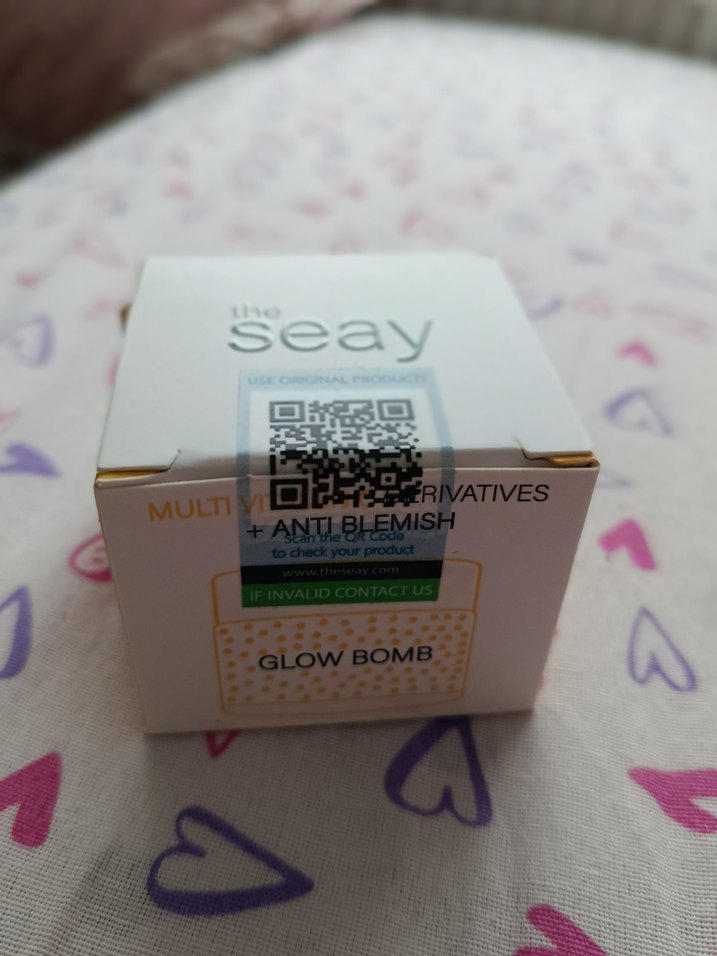 the
seay
USE ORIGINAL PRODUCT!
MULTI DERIVATIVES
+ ANTI BLEMISH
Scan the QR Code
to check your product
www.theseay.com
IF INVALID CONTACT US
GLOW BOMB